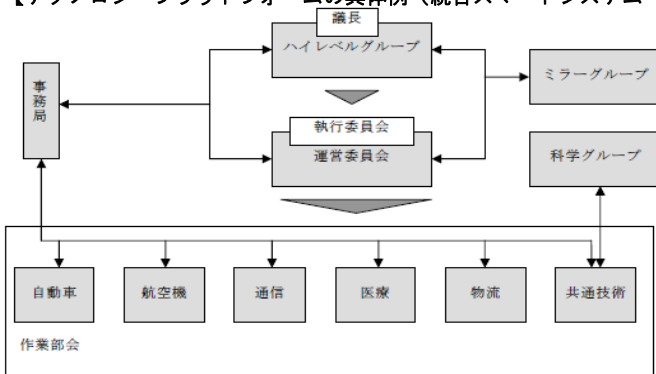 議長
ハイレベルグループ
ミラーグループ
事務局
執行委員会
運営委員会
科学グループ
自動車
航空機
通信
医療
物流
共通技術
作業部会